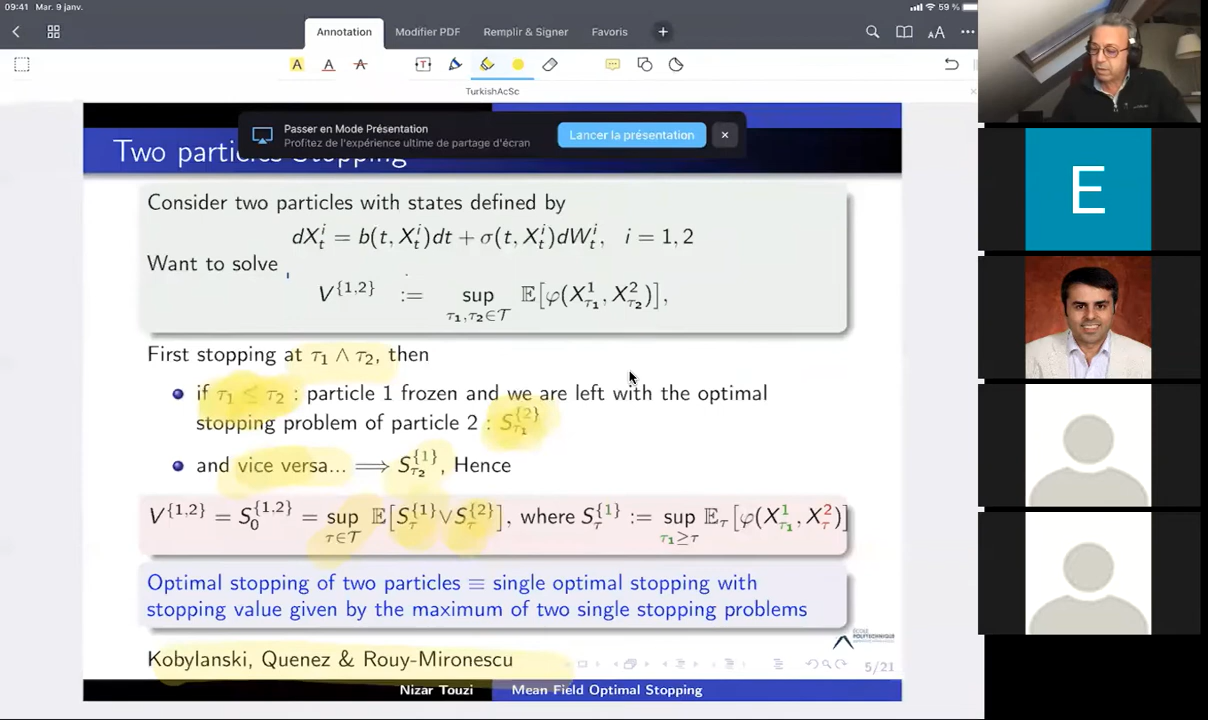 09:41 Mar. 9 janv.
59 %
Annotation Modifier PDF Remplir & Signer Favoris +
TurkishAcSc
Passer en Mode Présentation
Profitez de l'expérience ultime de partage d'écran
Lancer la présentation
Two particles Stopping
Consider two particles with states defined by
dX_t^i = b(t, X_t^i)dt + σ(t, X_t^i)dW_t^i, i = 1, 2
Want to solve
V^{1,2} := sup_{τ₁,τ₂∈𝒯} 𝔼[φ(X^1_{τ₁}, X^2_{τ₂})],
First stopping at τ₁ ∧ τ₂, then
if τ₁ ≤ τ₂ : particle 1 frozen and we are left with the optimal
stopping problem of particle 2 : S^{2}_{τ₁}
and vice versa... ⟹ S^{1}_{τ₂}, Hence
V^{1,2} = S_0^{1,2} = sup_{τ∈𝒯} 𝔼[S_τ^{1} ∨ S_τ^{2}], where S_τ^{1} := sup_{τ₁≥τ} 𝔼_τ[φ(X^1_{τ₁}, X^2_τ)]
Optimal stopping of two particles ≡ single optimal stopping with
stopping value given by the maximum of two single stopping problems
Kobylanski, Quenez & Rouy-Mironescu
ÉCOLE
POLYTECHNIQUE
5/21
Nizar Touzi Mean Field Optimal Stopping
E